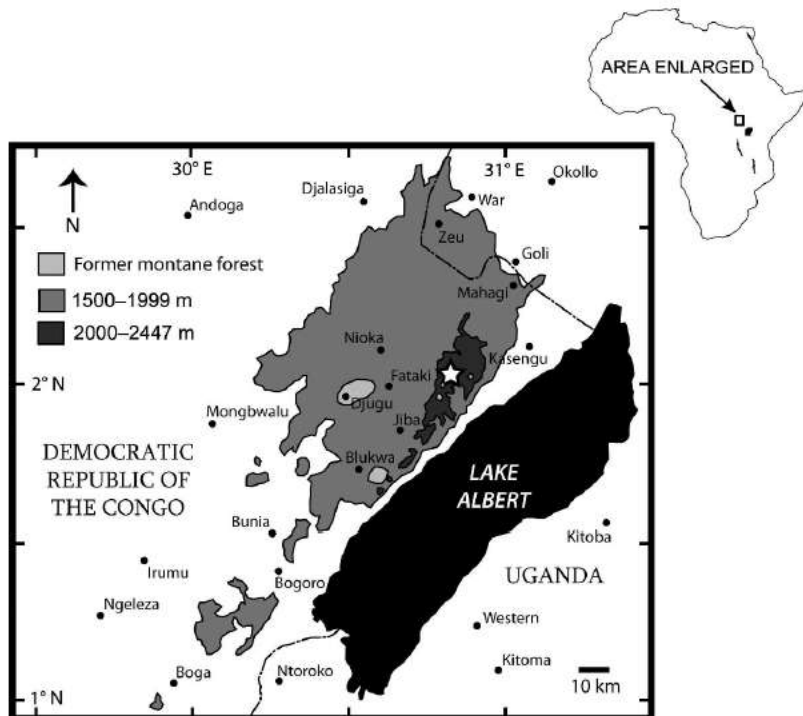 AREA ENLARGED
30° E
31° E
N
Okollo
Djalasiga
War
Andoga
Zeu
Goli
Former montane forest
1500–1999 m
2000–2447 m
Mahagi
Nioka
Kasengu
2° N
Fataki
Djugu
Mongbwalu
Jiba
DEMOCRATIC
REPUBLIC OF
THE CONGO
Blukwa
LAKE
ALBERT
Bunia
Kitoba
Irumu
Bogoro
UGANDA
Ngeleza
Western
Boga
Ntoroko
Kitoma
10 km
1° N